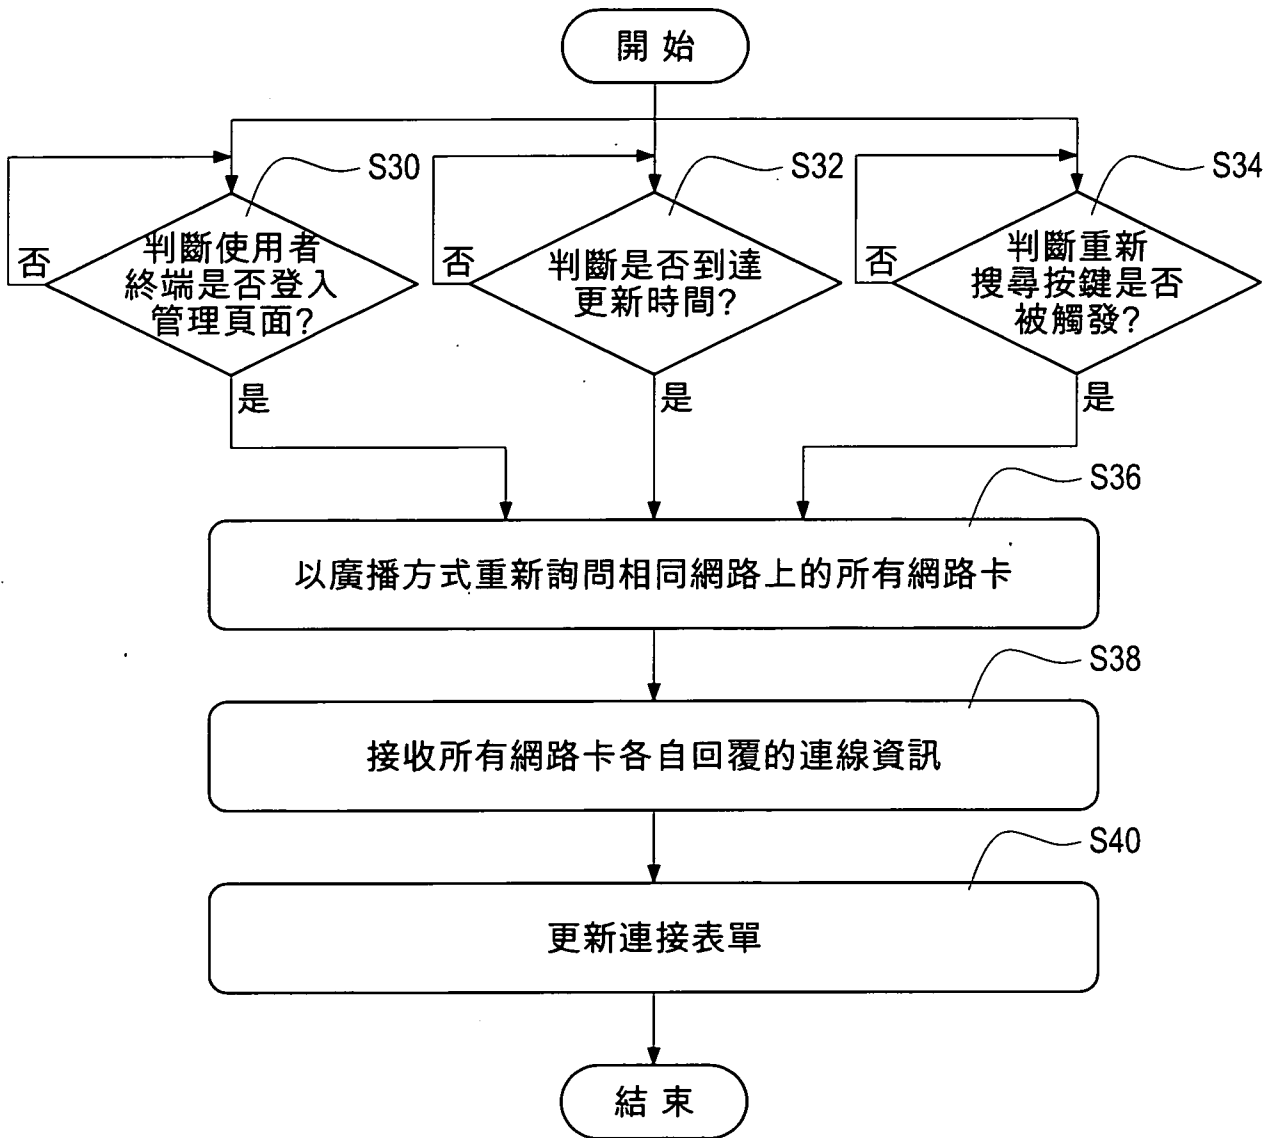 開始
S30
S32
S34
判斷使用者
終端是否登入
管理頁面?
否
是
判斷是否到達
更新時間?
否
是
判斷重新
搜尋按鍵是否
被觸發?
否
是
S36
以廣播方式重新詢問相同網路上的所有網路卡
S38
接收所有網路卡各自回覆的連線資訊
S40
更新連接表單
結束